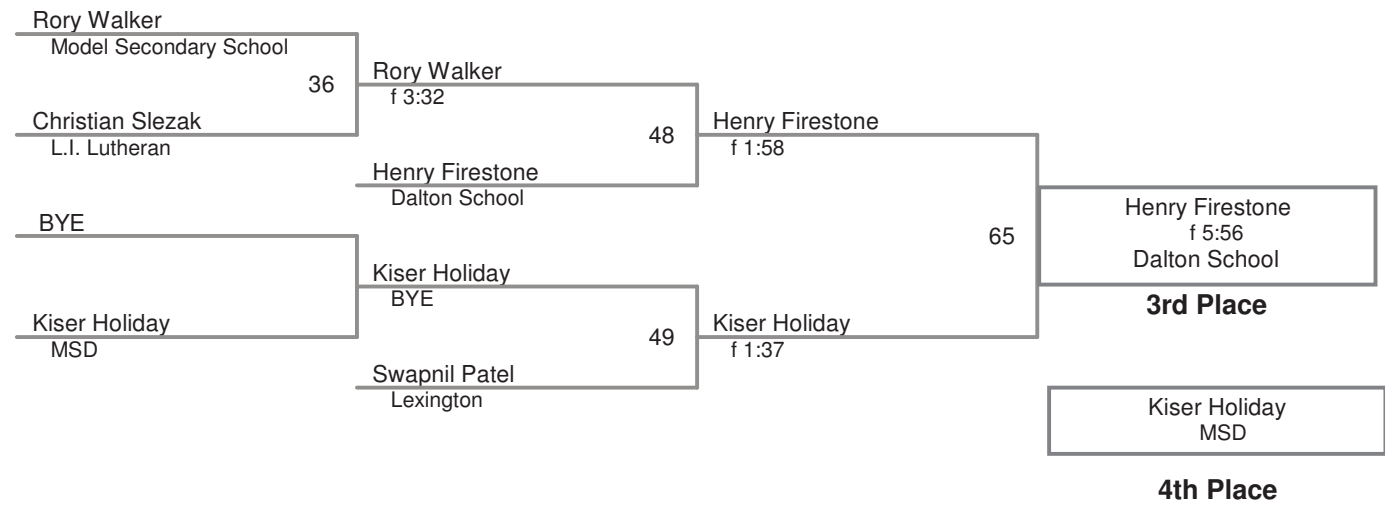 Rory Walker
Model Secondary School
36
Rory Walker
f 3:32
Christian Slezak
L.I. Lutheran
48
Henry Firestone
f 1:58
Henry Firestone
Dalton School
BYE
65
Henry Firestone
f 5:56
Dalton School
3rd Place
Kiser Holiday
BYE
Kiser Holiday
MSD
49
Kiser Holiday
f 1:37
Swapnil Patel
Lexington
Kiser Holiday
MSD
4th Place